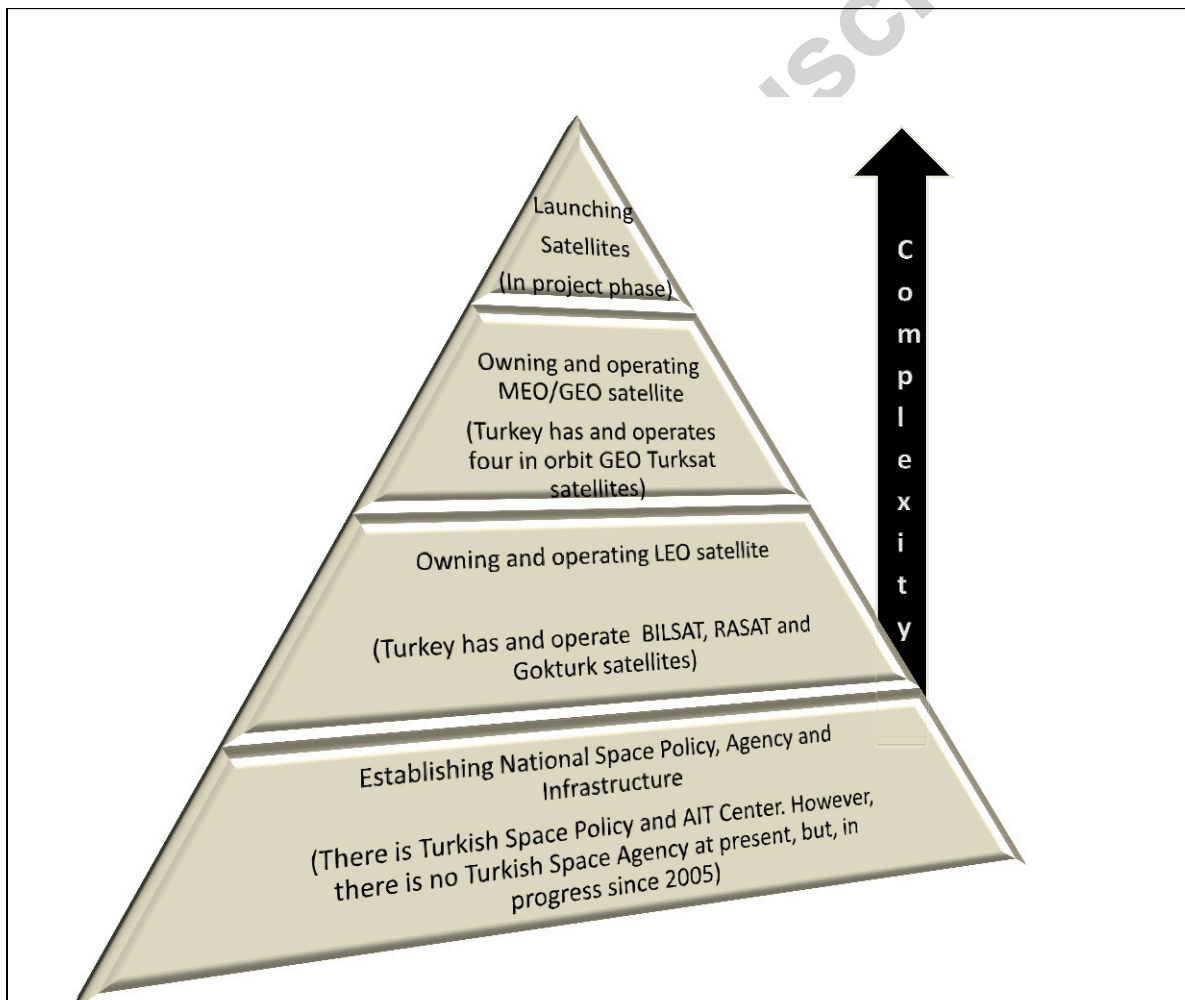 Launching
Satellites
(In project phase)
Owning and operating
MEO/GEO satellite
(Turkey has and operates
four in orbit GEO Turksat
satellites)
Owning and operating LEO satellite
(Turkey has and operate BILSAT, RASAT and
Gokturk satellites)
Establishing National Space Policy, Agency and
Infrastructure
(There is Turkish Space Policy and AIT Center. However,
there is no Turkish Space Agency at present, but, in
progress since 2005)
Complexity